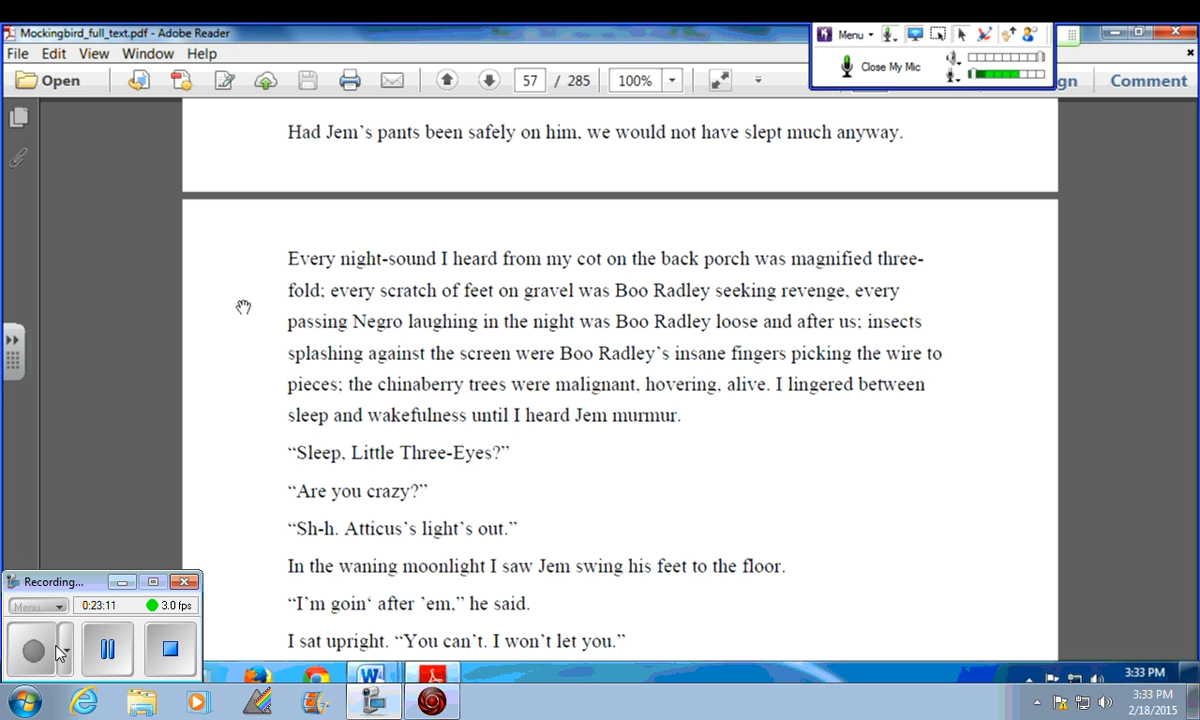 Mockingbird_full_text.pdf - Adobe Reader
Menu
File Edit View Window Help
Close My Mic
Open
57 / 285
100%
gn
Comment
Had Jem`s pants been safely on him, we would not have slept much anyway.
Every night-sound I heard from my cot on the back porch was magnified three-
fold; every scratch of feet on gravel was Boo Radley seeking revenge, every
passing Negro laughing in the night was Boo Radley loose and after us; insects
splashing against the screen were Boo Radley`s insane fingers picking the wire to
pieces; the chinaberry trees were malignant, hovering, alive. I lingered between
sleep and wakefulness until I heard Jem murmur.
“Sleep, Little Three-Eyes?”
“Are you crazy?”
“Sh-h. Atticus`s light`s out.”
In the waning moonlight I saw Jem swing his feet to the floor.
“I`m goin‘ after `em,” he said.
I sat upright. “You can`t. I won`t let you.”
Recording...
Menu
0:23:11
3.0 fps
3:33 PM
3:33 PM
2/18/2015